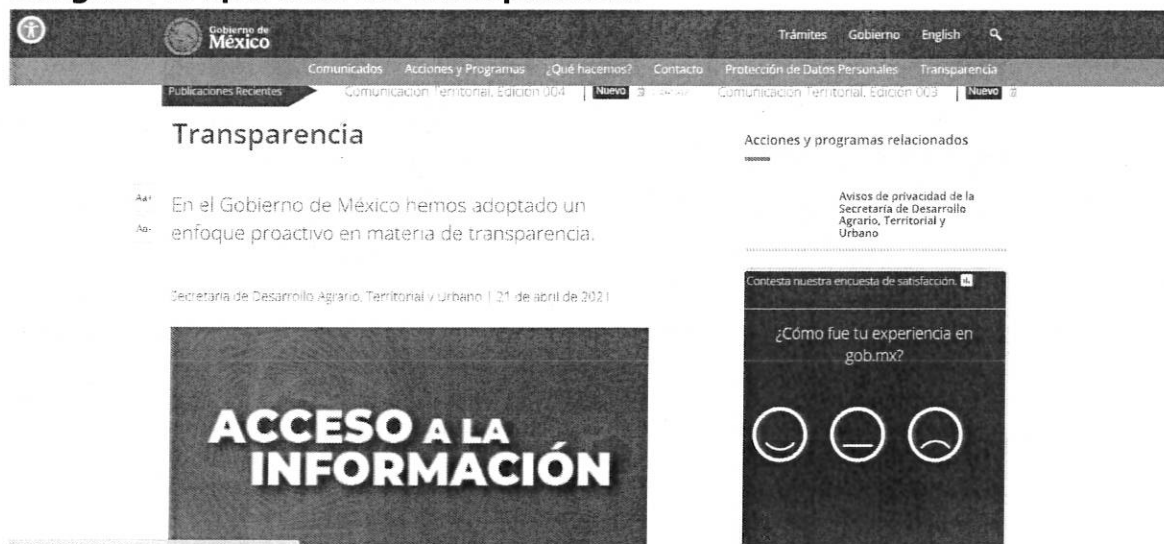 Gobierno de
México
Trámites Gobierno English
Comunicados Acciones y Programas ¿Qué hacemos? Contacto Protección de Datos Personales Transparencia
Publicaciones Recientes Comunicación Territorial, Edición 004 Nuevo Comunicación Territorial, Edición 003 Nuevo
Transparencia
Acciones y programas relacionados
Aa+
Aa-
En el Gobierno de México hemos adoptado un
enfoque proactivo en materia de transparencia.
Avisos de privacidad de la
Secretaría de Desarrollo
Agrario, Territorial y
Urbano
Secretaría de Desarrollo Agrario, Territorial y Urbano | 21 de abril de 2021
Contesta nuestra encuesta de satisfacción.
¿Cómo fue tu experiencia en
gob.mx?
ACCESO A LA
INFORMACIÓN